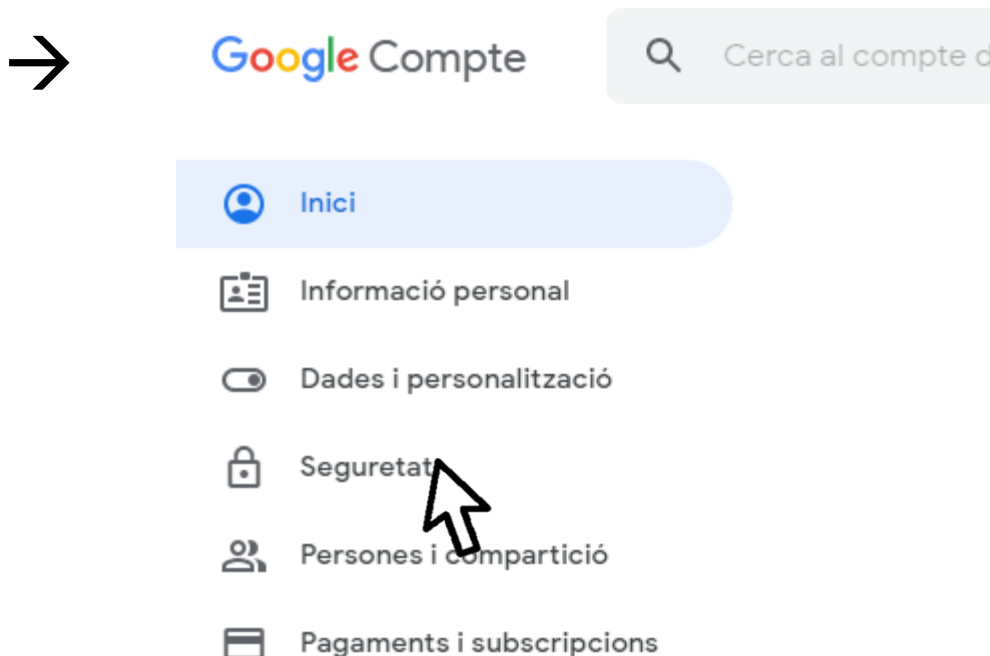 Google Compte
Cerca al compte d
Inici
Informació personal
Dades i personalització
Seguretat
Persones i compartició
Pagaments i subscripcions